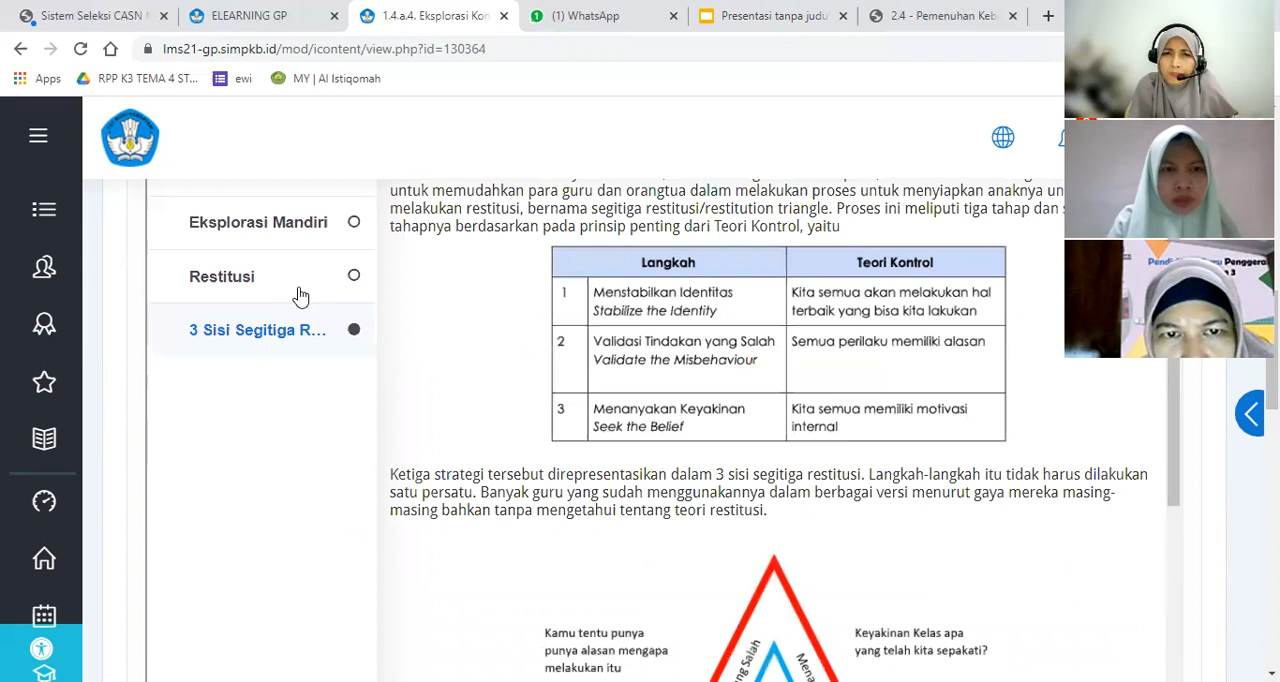 Sistem Seleksi CASN
ELEARNING GP
1.4.a.4. Eksplorasi Kon
(1) WhatsApp
Presentasi tanpa judu
2.4 - Pemenuhan Keb
lms21-gp.simpkb.id/mod/icontent/view.php?id=130364
Apps
RPP K3 TEMA 4 ST...
ewi
MY | Al Istiqomah
Eksplorasi Mandiri
Restitusi
3 Sisi Segitiga R...
untuk memudahkan para guru dan orangtua dalam melakukan proses untuk menyiapkan anaknya un
melakukan restitusi, bernama segitiga restitusi/restitution triangle. Proses ini meliputi tiga tahap dan s
tahapnya berdasarkan pada prinsip penting dari Teori Kontrol, yaitu
Langkah
Teori Kontrol
1
Menstabilkan Identitas
Stabilize the Identity
Kita semua akan melakukan hal
terbaik yang bisa kita lakukan
2
Validasi Tindakan yang Salah
Validate the Misbehaviour
Semua perilaku memiliki alasan
3
Menanyakan Keyakinan
Seek the Belief
Kita semua memiliki motivasi
internal
Ketiga strategi tersebut direpresentasikan dalam 3 sisi segitiga restitusi. Langkah-langkah itu tidak harus dilakukan
satu persatu. Banyak guru yang sudah menggunakannya dalam berbagai versi menurut gaya mereka masing-
masing bahkan tanpa mengetahui tentang teori restitusi.
Kamu tentu punya
punya alasan mengapa
melakukan itu
ng Salah
Mena
Keyakinan Kelas apa
yang telah kita sepakati?